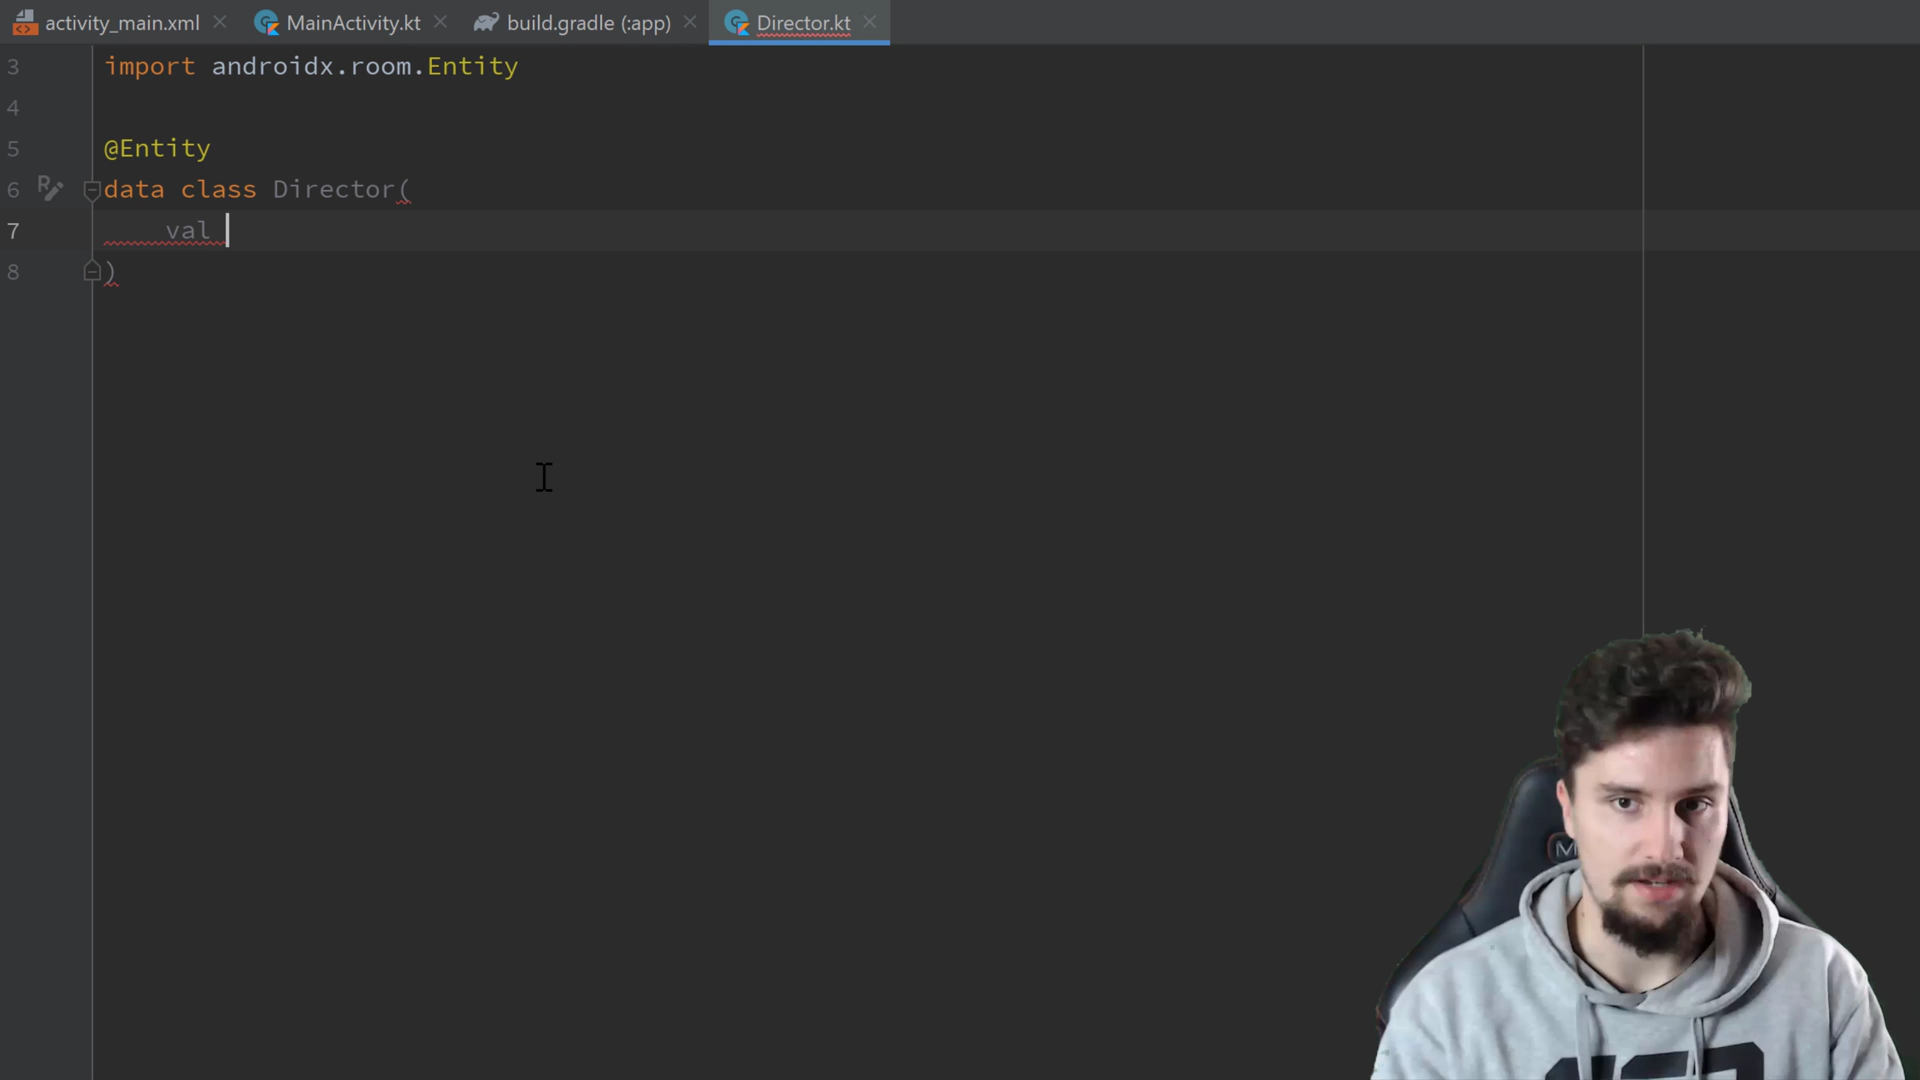 activity_main.xml MainActivity.kt build.gradle (:app) Director.kt
3 import androidx.room.Entity
4
5 @Entity
6 data class Director(
7 val
8 )
M